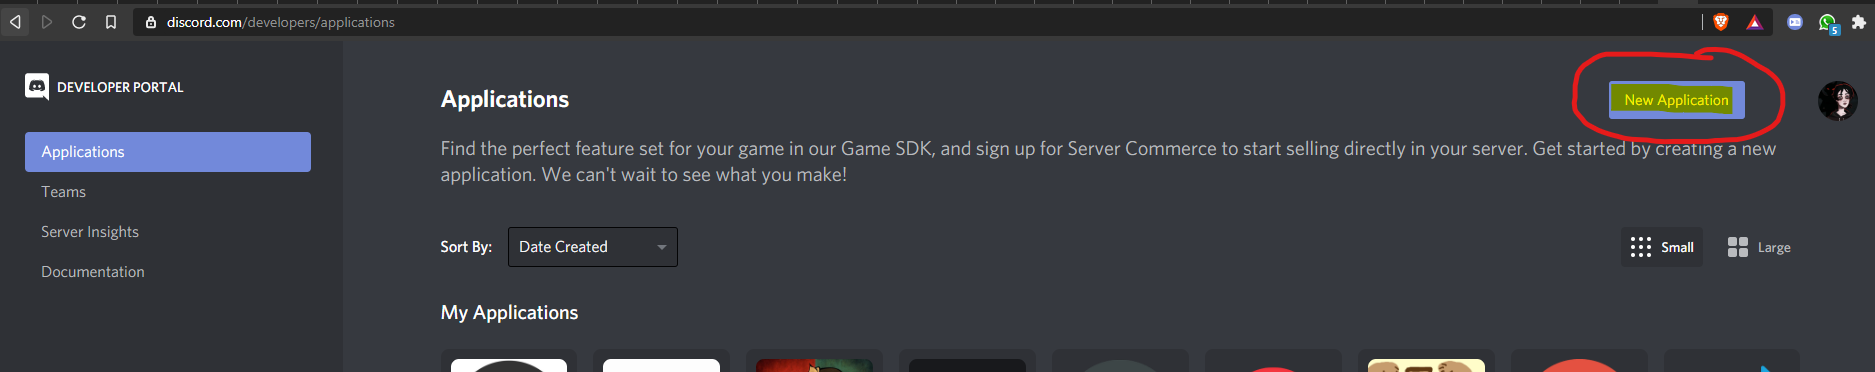 discord.com/developers/applications
5
DEVELOPER PORTAL
Applications
Teams
Server Insights
Documentation
Applications
New Application
Find the perfect feature set for your game in our Game SDK, and sign up for Server Commerce to start selling directly in your server. Get started by creating a new
application. We can't wait to see what you make!
Sort By: Date Created
Small Large
My Applications